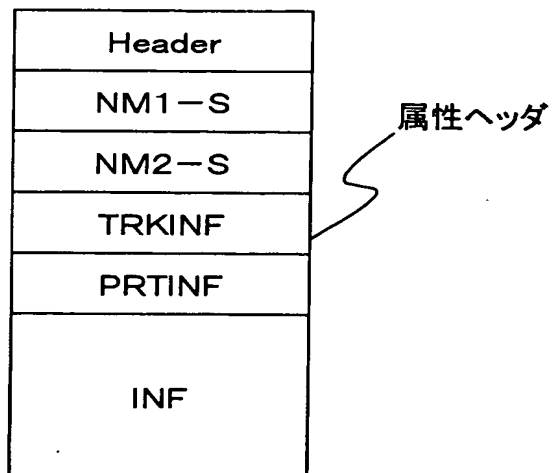 Header
NM1-S
属性ヘッダ
NM2-S
TRKINF
PRTINF
INF